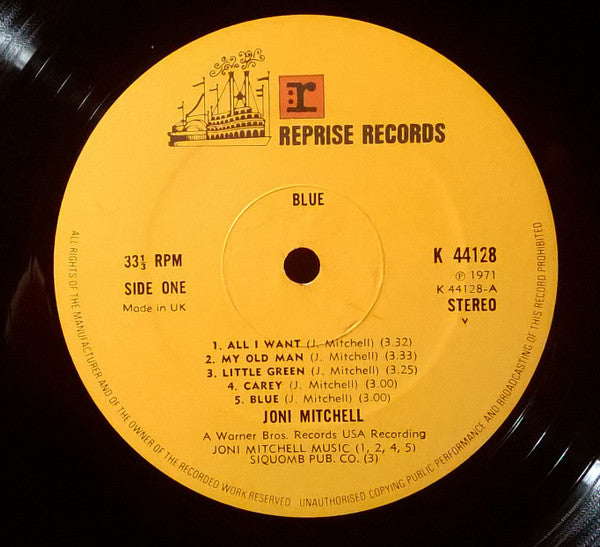 r:
REPRISE RECORDS
BLUE
33⅓ RPM
SIDE ONE
Made in UK
K 44128
℗ 1971
K 44128-A
STEREO
v
1. ALL I WANT (J. Mitchell) (3.32)
2. MY OLD MAN (J. Mitchell) (3.33)
3. LITTLE GREEN (J. Mitchell) (3.25)
4. CAREY (J. Mitchell) (3.00)
5. BLUE (J. Mitchell) (3.00)
JONI MITCHELL
A Warner Bros. Records USA Recording
JONI MITCHELL MUSIC (1, 2, 4, 5)
SIQUOMB PUB. CO. (3)
ALL RIGHTS OF THE MANUFACTURER AND OF THE OWNER OF THE RECORDED WORK RESERVED UNAUTHORISED COPYING PUBLIC PERFORMANCE AND BROADCASTING OF THIS RECORD PROHIBITED